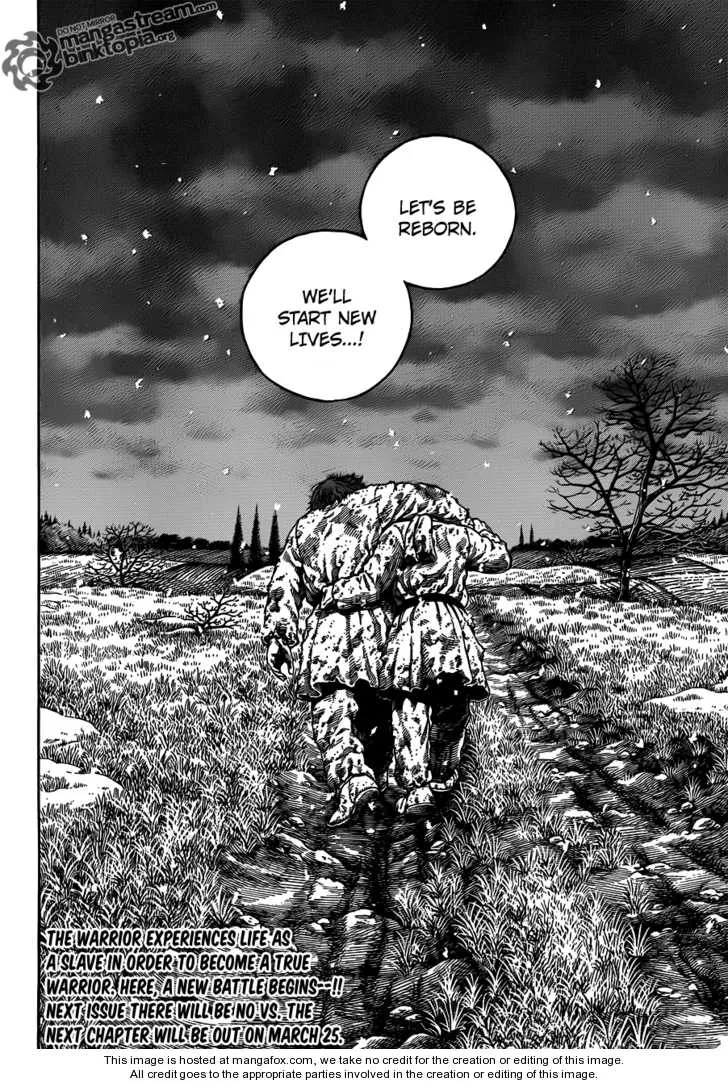 DO NOT MIRROR
mangastream.com
binktopia.org
LET'S BE
REBORN.
WE'LL
START NEW
LIVES...!
THE WARRIOR EXPERIENCES LIFE AS
A SLAVE IN ORDER TO BECOME A TRUE
WARRIOR. HERE, A NEW BATTLE BEGINS--!!
NEXT ISSUE THERE WILL BE NO VS. THE
NEXT CHAPTER WILL BE OUT ON MARCH 25.
This image is hosted at mangafox.com, we take no credit for the creation or editing of this image.
All credit goes to the appropriate parties involved in the creation or editing of this image.